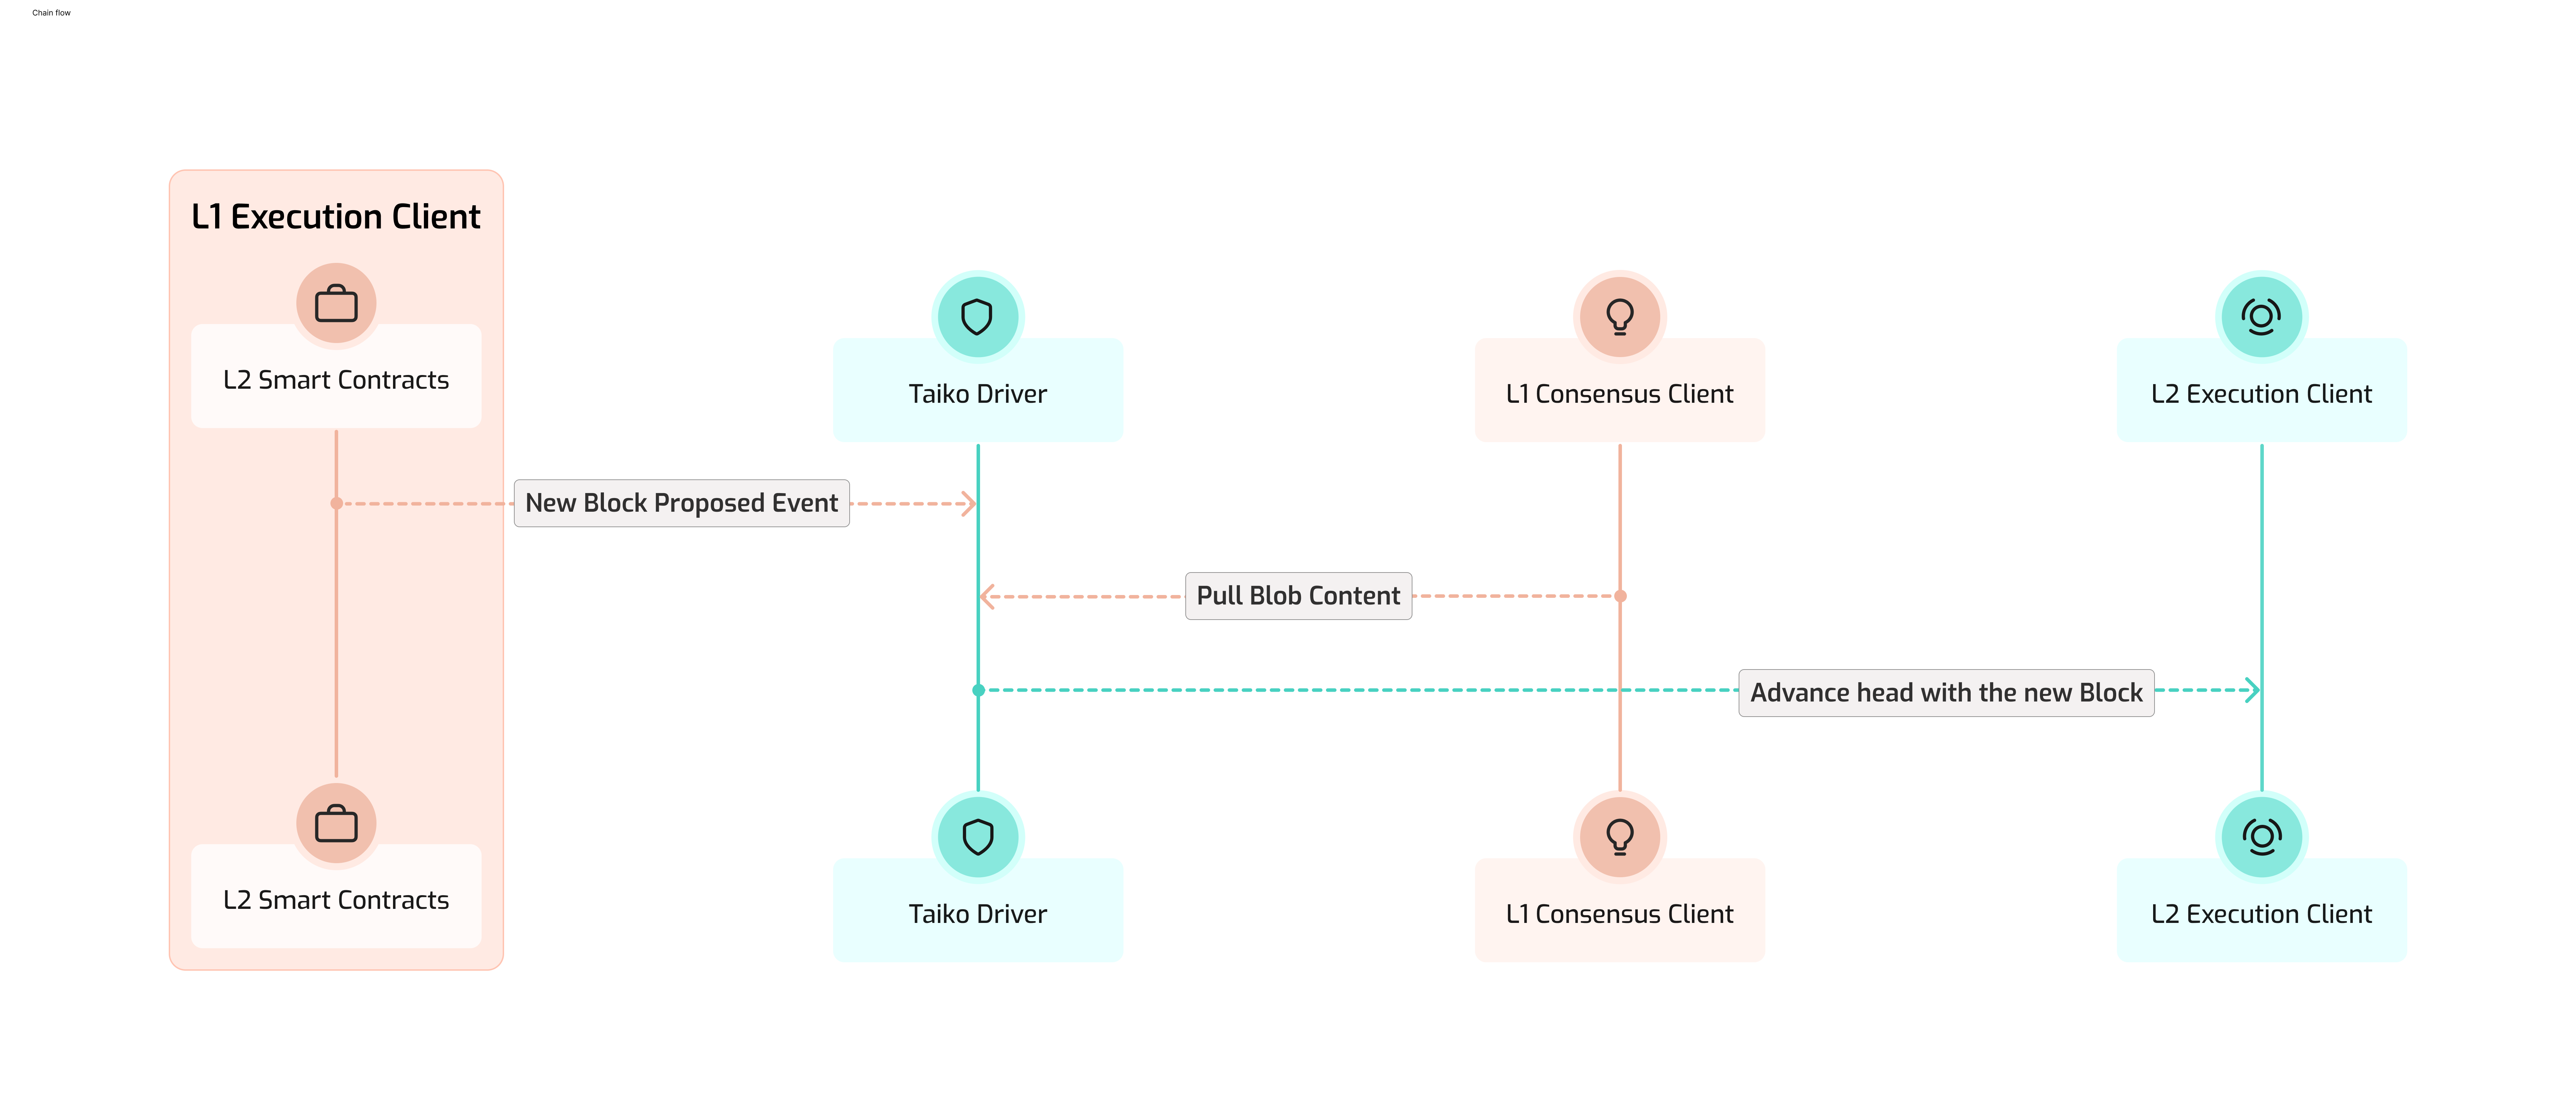 Chain flow
L1 Execution Client
L2 Smart Contracts
Taiko Driver
L1 Consensus Client
L2 Execution Client
New Block Proposed Event
Pull Blob Content
Advance head with the new Block
L2 Smart Contracts
Taiko Driver
L1 Consensus Client
L2 Execution Client